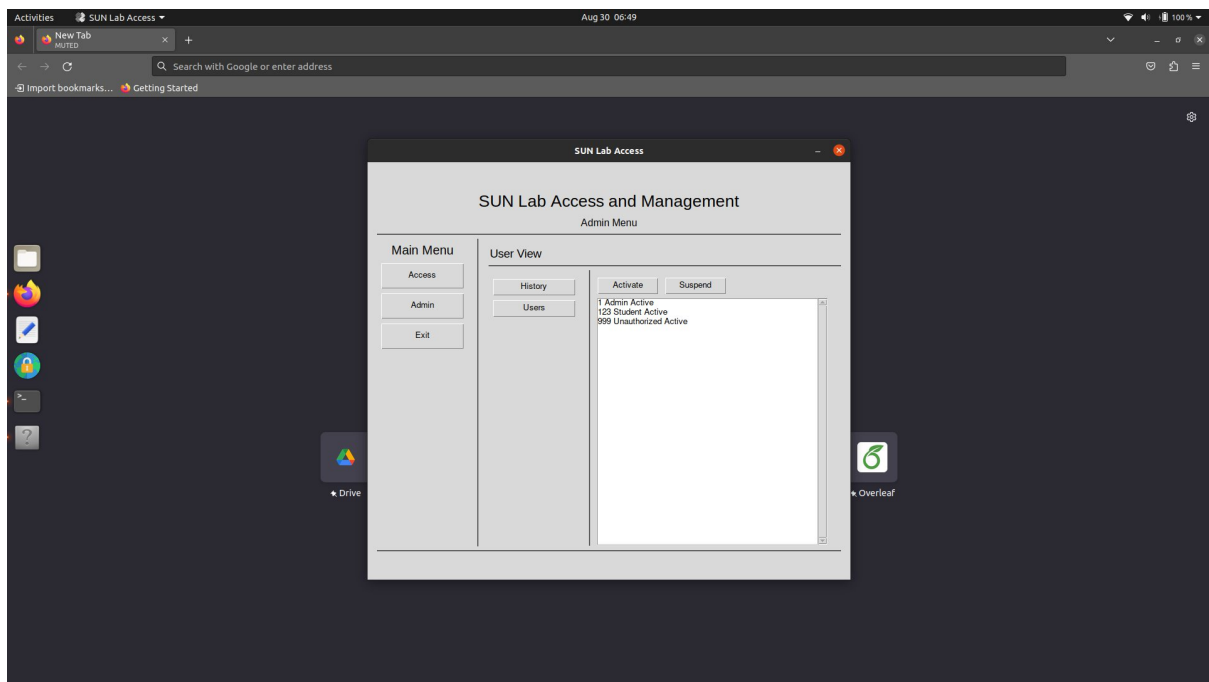 Activities SUN Lab Access Aug 30 06:49 100 %
New Tab
MUTED
Search with Google or enter address
Import bookmarks... Getting Started
SUN Lab Access
SUN Lab Access and Management
Admin Menu
Main Menu
Access
Admin
Exit
User View
History
Users
Activate Suspend
1 Admin Active
123 Student Active
999 Unauthorized Active
Drive
Overleaf